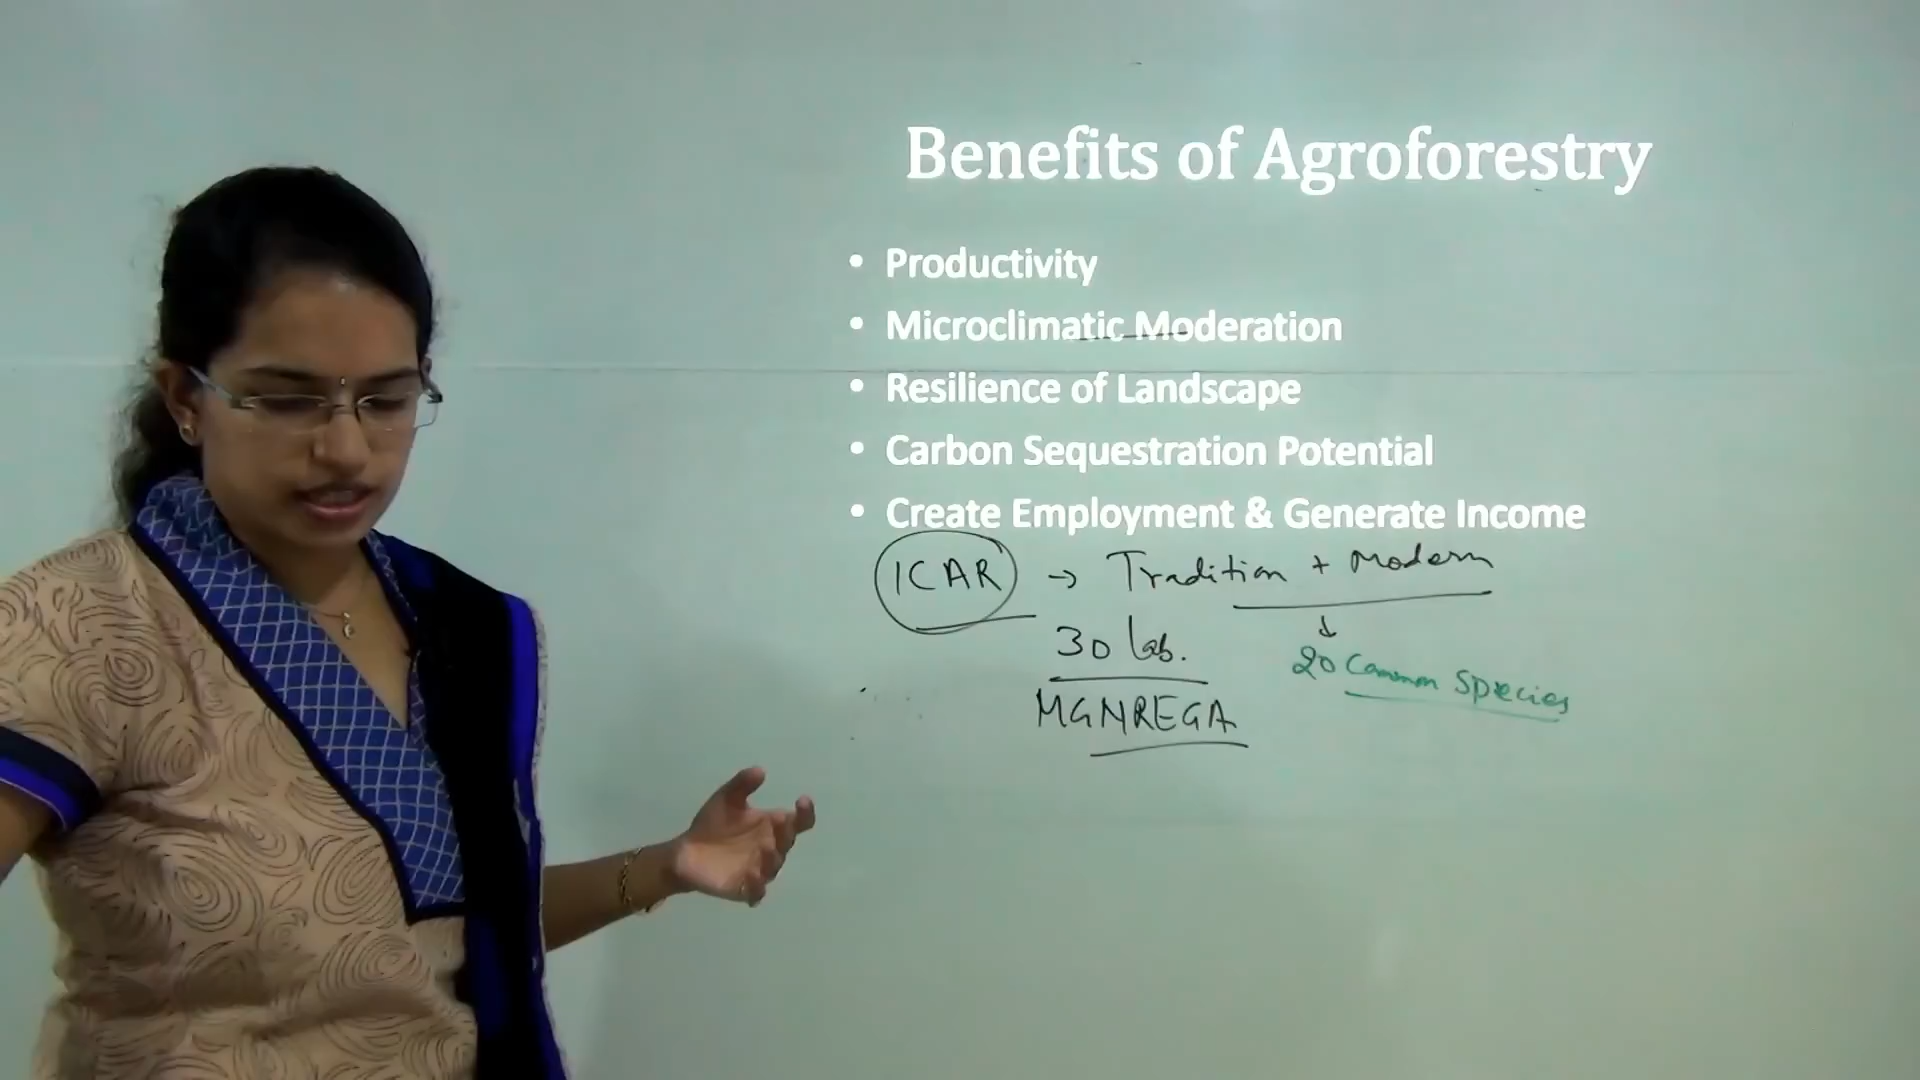 Benefits of Agroforestry
• Productivity
• Microclimatic Moderation
• Resilience of Landscape
• Carbon Sequestration Potential
• Create Employment & Generate Income
ICAR → Tradition + Modern
↓
30 lab.
20 Common Species
MGNREGA